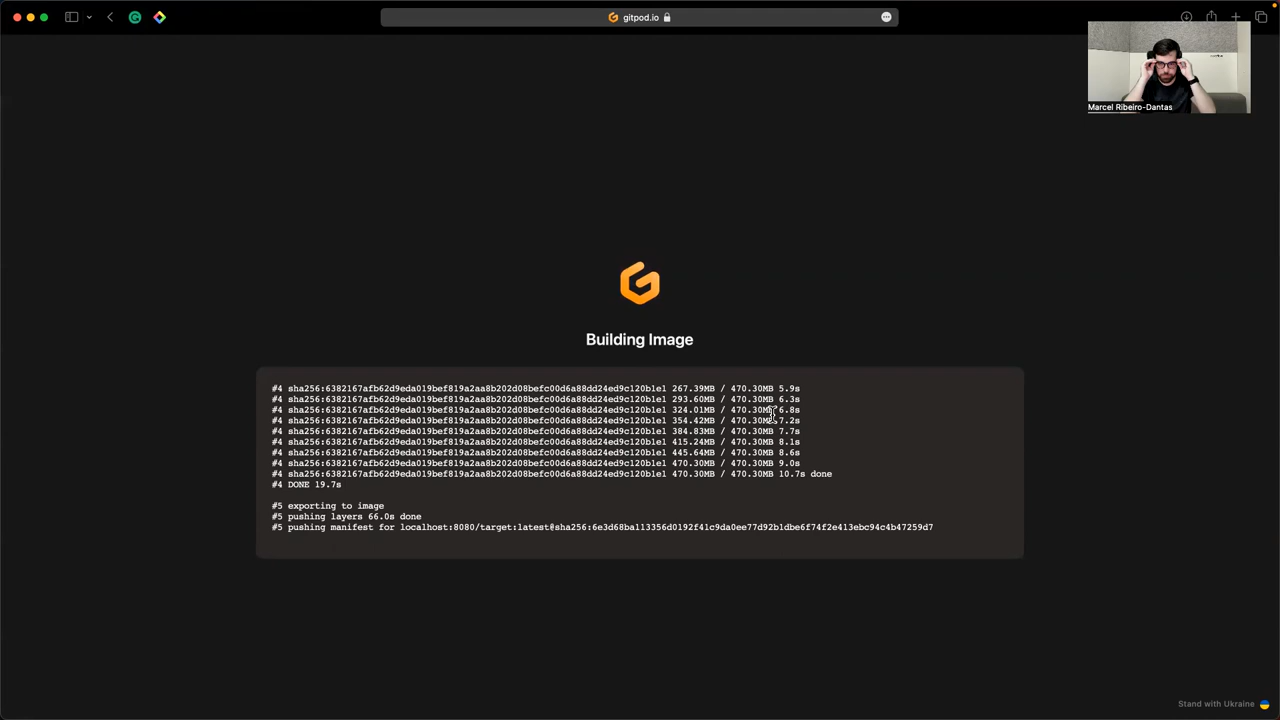 gitpod.io
Marcel Ribeiro-Dantas
Building Image
#4 sha256:6382167afb62d9eda019bef819a2aa8b202d08befc00d6a88dd24ed9c120b1e1 267.39MB / 470.30MB 5.9s
#4 sha256:6382167afb62d9eda019bef819a2aa8b202d08befc00d6a88dd24ed9c120b1e1 293.60MB / 470.30MB 6.3s
#4 sha256:6382167afb62d9eda019bef819a2aa8b202d08befc00d6a88dd24ed9c120b1e1 324.01MB / 470.30MB 6.8s
#4 sha256:6382167afb62d9eda019bef819a2aa8b202d08befc00d6a88dd24ed9c120b1e1 354.42MB / 470.30MB 7.2s
#4 sha256:6382167afb62d9eda019bef819a2aa8b202d08befc00d6a88dd24ed9c120b1e1 384.83MB / 470.30MB 7.7s
#4 sha256:6382167afb62d9eda019bef819a2aa8b202d08befc00d6a88dd24ed9c120b1e1 415.24MB / 470.30MB 8.1s
#4 sha256:6382167afb62d9eda019bef819a2aa8b202d08befc00d6a88dd24ed9c120b1e1 445.64MB / 470.30MB 8.6s
#4 sha256:6382167afb62d9eda019bef819a2aa8b202d08befc00d6a88dd24ed9c120b1e1 470.30MB / 470.30MB 9.0s
#4 sha256:6382167afb62d9eda019bef819a2aa8b202d08befc00d6a88dd24ed9c120b1e1 470.30MB / 470.30MB 10.7s done
#4 DONE 19.7s
#5 exporting to image
#5 pushing layers 66.0s done
#5 pushing manifest for localhost:8080/target:latest@sha256:6e3d68ba113356d0192f41c9da0ee77d92b1dbe6f74f2e413ebc94c4b47259d7
Stand with Ukraine